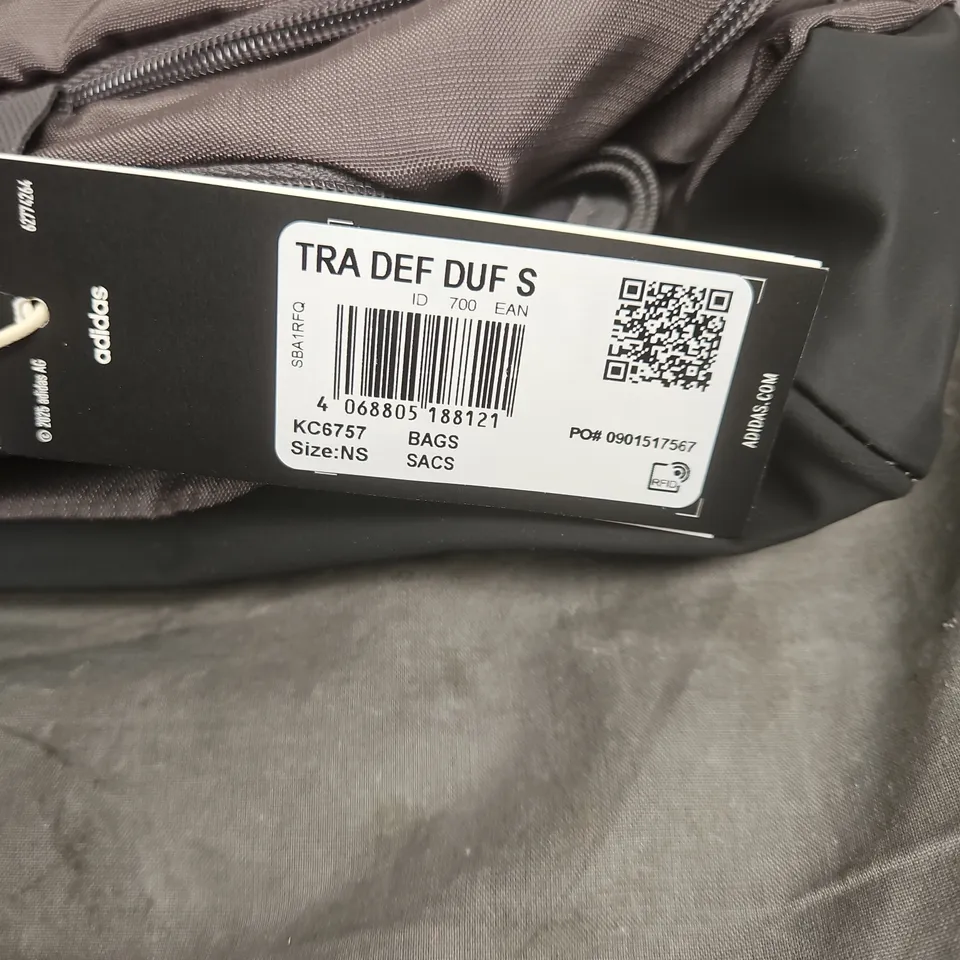 62774264
adidas
© 2025 adidas AG
TRA DEF DUF S
ID 700 EAN
SBA1RFQ
4 068805 188121
KC6757 BAGS
Size:NS SACS
PO# 0901517567
RFID
ADIDAS.COM